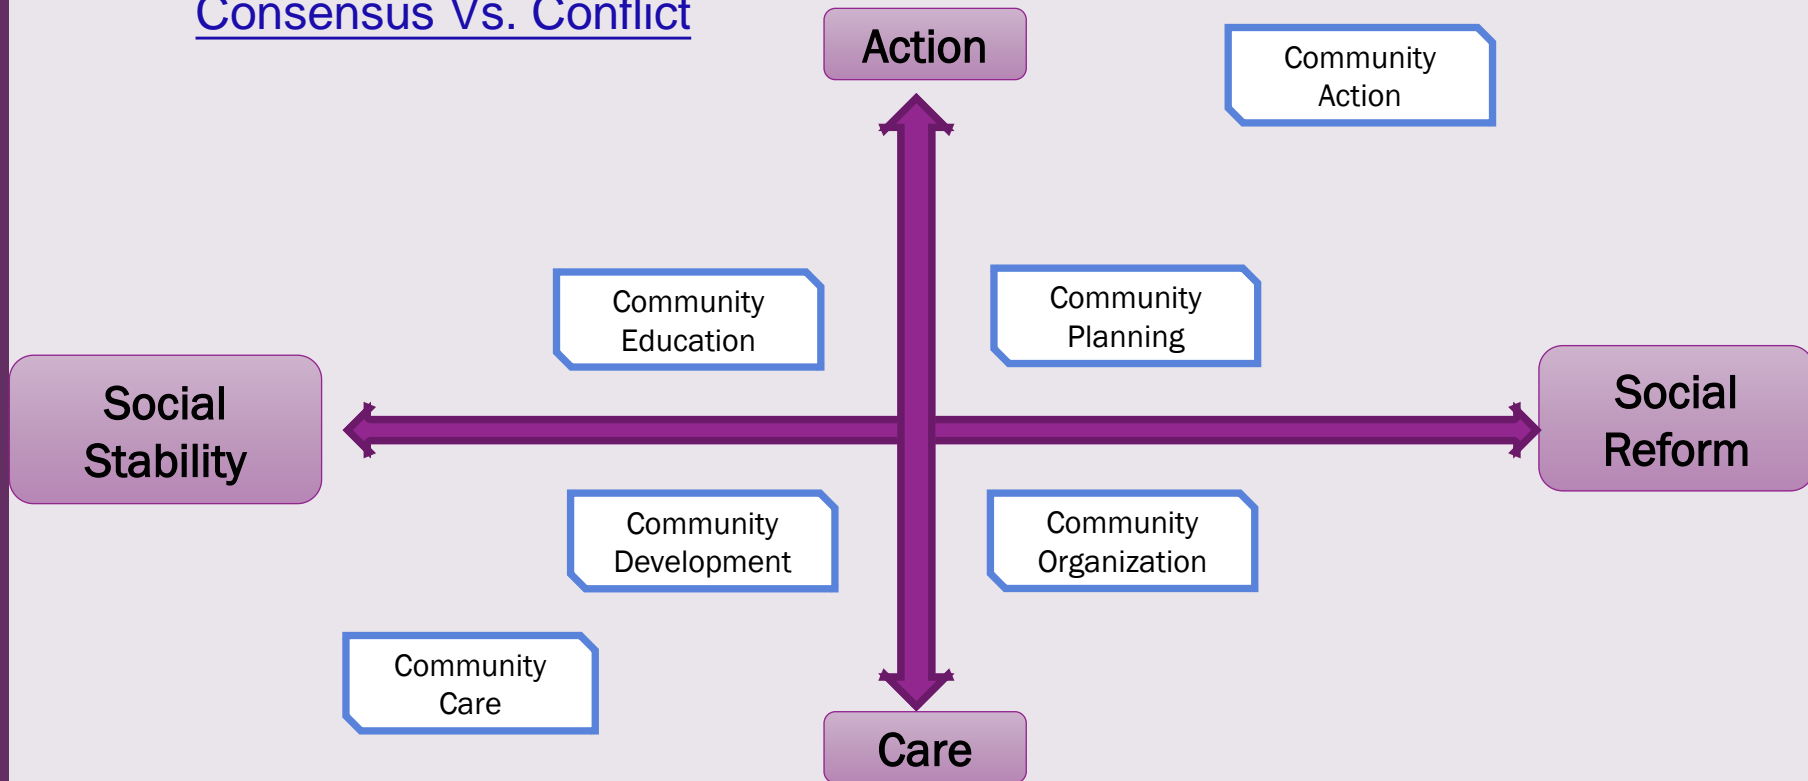 Consensus Vs. Conflict
Action
Community
Action
Community
Education
Community
Planning
Social
Stability
Social
Reform
Community
Development
Community
Organization
Community
Care
Care